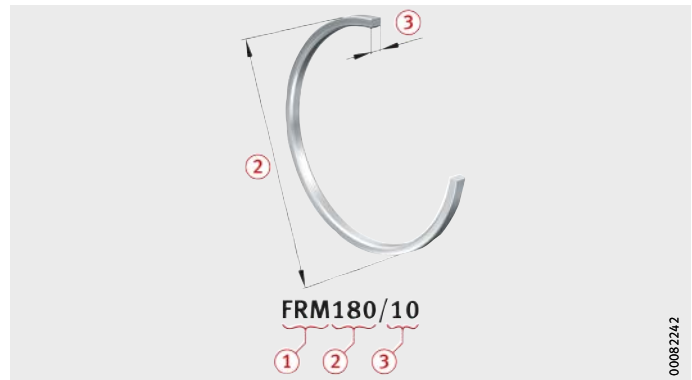 ③
②
FRM180/10
① ② ③
00082242